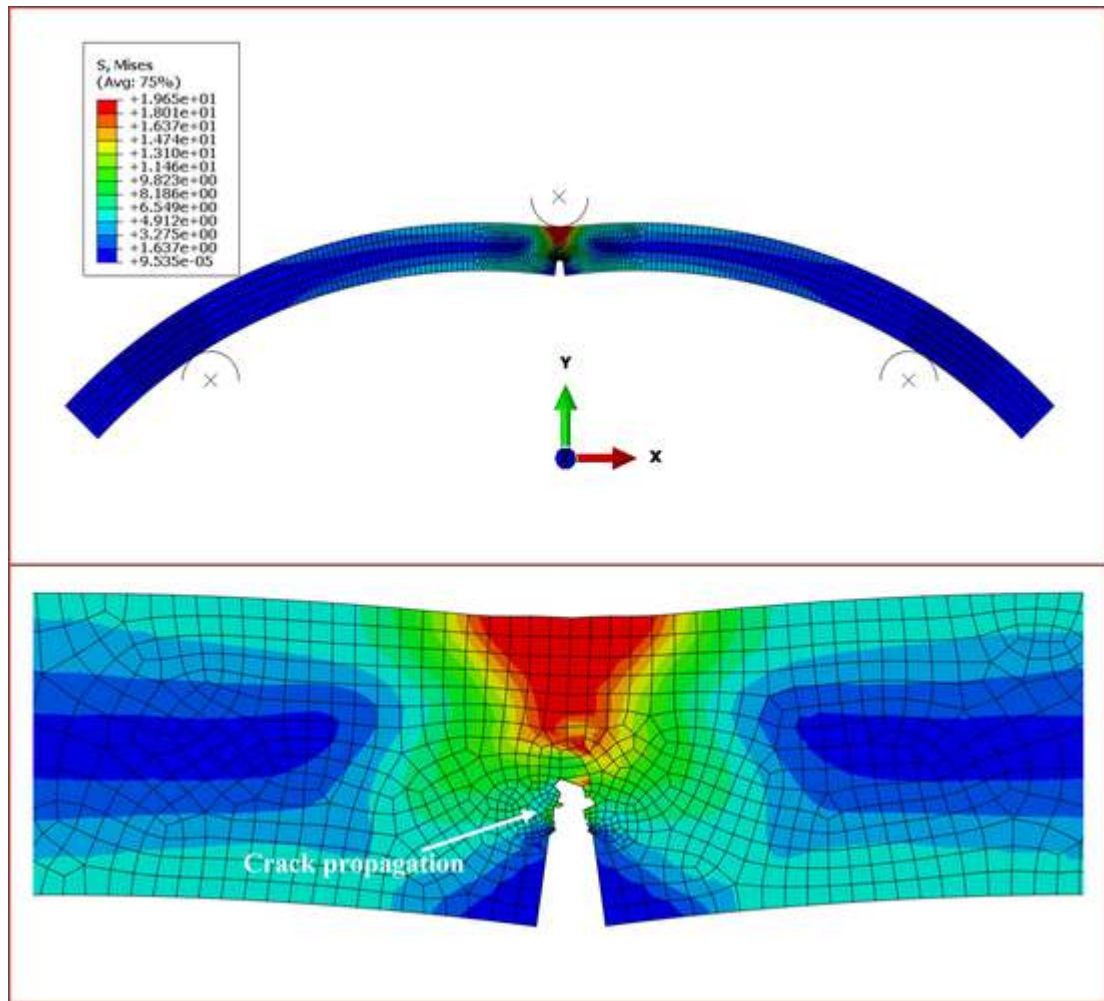 S, Mises
(Avg: 75%)
+1.965e+01
+1.801e+01
+1.637e+01
+1.474e+01
+1.310e+01
+1.146e+01
+9.823e+00
+8.186e+00
+6.549e+00
+4.912e+00
+3.275e+00
+1.637e+00
+9.535e-05
Y
X
Crack propagation